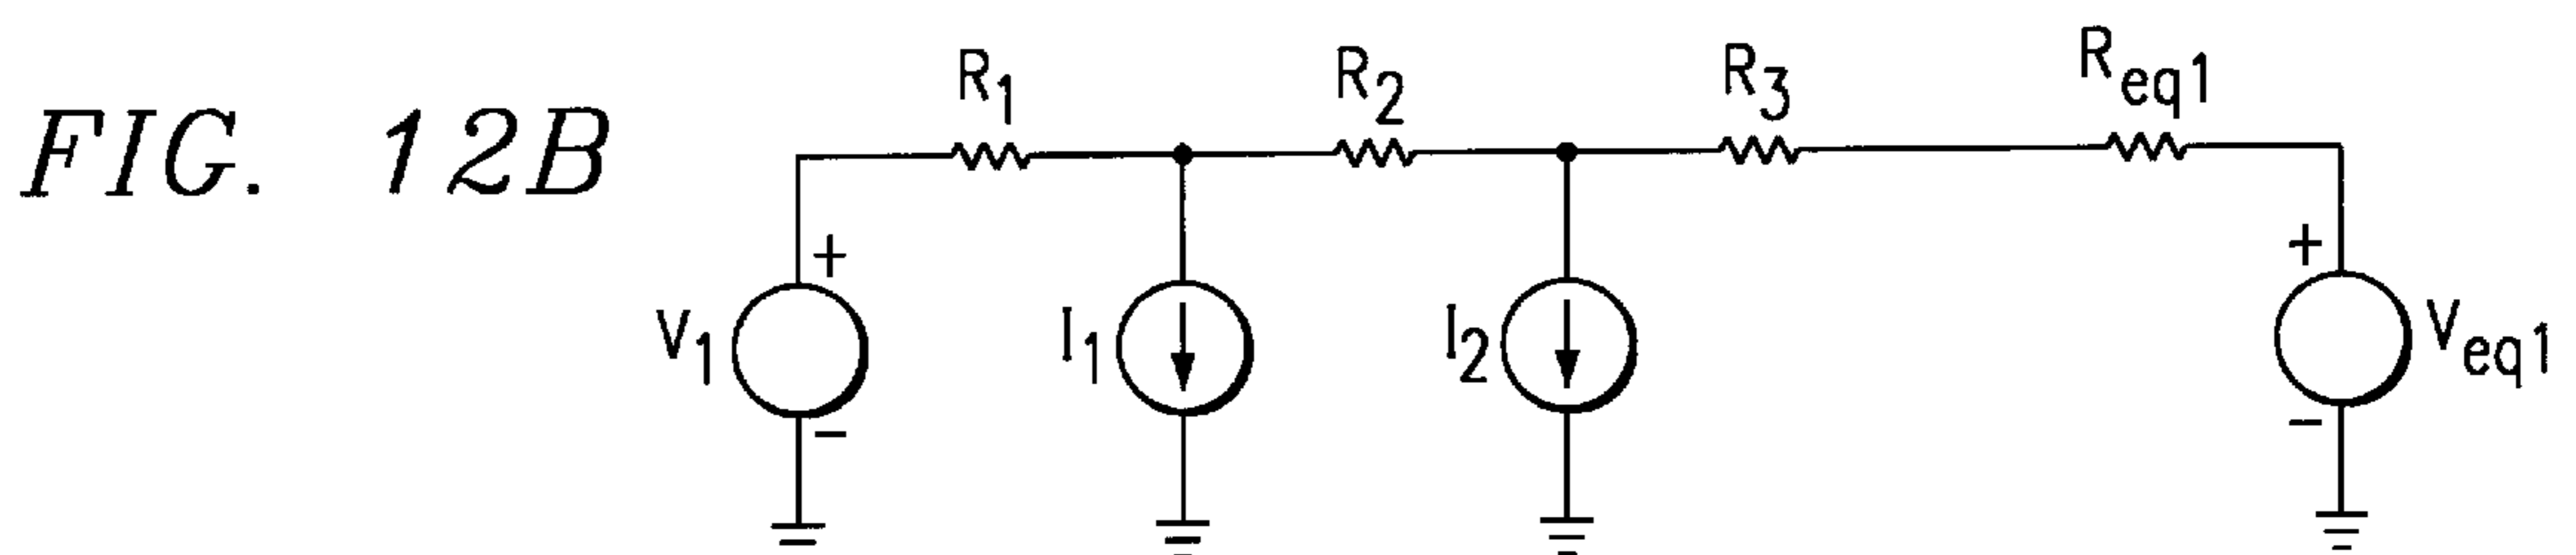 FIG. 12B
R1
R2
R3
Req1
+
V1
-
I1
I2
+
Veq1
-